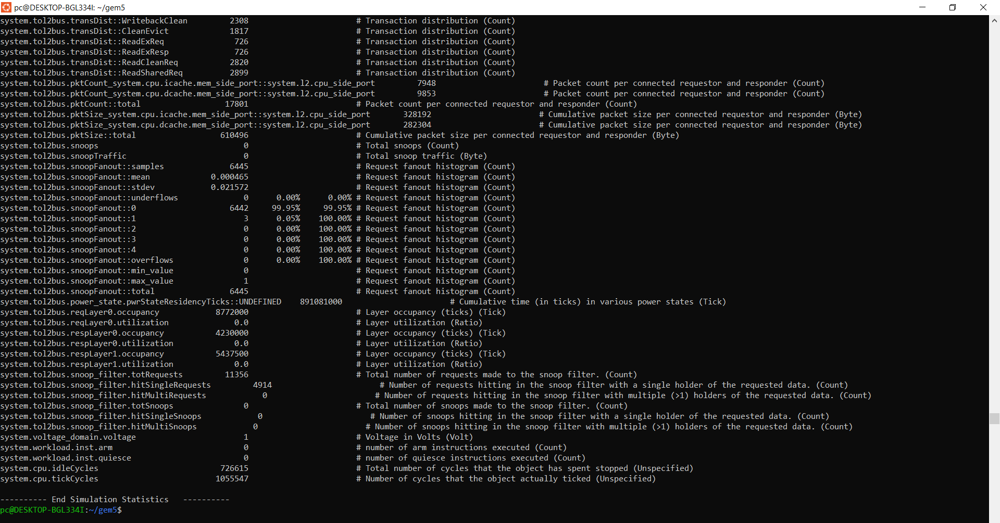 pc@DESKTOP-BGL334I: ~/gem5
system.tol2bus.transDist::WritebackClean 2308 # Transaction distribution (Count)
system.tol2bus.transDist::CleanEvict 1817 # Transaction distribution (Count)
system.tol2bus.transDist::ReadExReq 726 # Transaction distribution (Count)
system.tol2bus.transDist::ReadExResp 726 # Transaction distribution (Count)
system.tol2bus.transDist::ReadCleanReq 2820 # Transaction distribution (Count)
system.tol2bus.transDist::ReadSharedReq 2899 # Transaction distribution (Count)
system.tol2bus.pktCount_system.cpu.icache.mem_side_port::system.l2.cpu_side_port 7948 # Packet count per connected requestor and responder (Count)
system.tol2bus.pktCount_system.cpu.dcache.mem_side_port::system.l2.cpu_side_port 9853 # Packet count per connected requestor and responder (Count)
system.tol2bus.pktCount::total 17801 # Packet count per connected requestor and responder (Count)
system.tol2bus.pktSize_system.cpu.icache.mem_side_port::system.l2.cpu_side_port 328192 # Cumulative packet size per connected requestor and responder (Byte)
system.tol2bus.pktSize_system.cpu.dcache.mem_side_port::system.l2.cpu_side_port 282304 # Cumulative packet size per connected requestor and responder (Byte)
system.tol2bus.pktSize::total 610496 # Cumulative packet size per connected requestor and responder (Byte)
system.tol2bus.snoops 0 # Total snoops (Count)
system.tol2bus.snoopTraffic 0 # Total snoop traffic (Byte)
system.tol2bus.snoopFanout::samples 6445 # Request fanout histogram (Count)
system.tol2bus.snoopFanout::mean 0.000465 # Request fanout histogram (Count)
system.tol2bus.snoopFanout::stdev 0.021572 # Request fanout histogram (Count)
system.tol2bus.snoopFanout::underflows 0 0.00% 0.00% # Request fanout histogram (Count)
system.tol2bus.snoopFanout::0 6442 99.95% 99.95% # Request fanout histogram (Count)
system.tol2bus.snoopFanout::1 3 0.05% 100.00% # Request fanout histogram (Count)
system.tol2bus.snoopFanout::2 0 0.00% 100.00% # Request fanout histogram (Count)
system.tol2bus.snoopFanout::3 0 0.00% 100.00% # Request fanout histogram (Count)
system.tol2bus.snoopFanout::4 0 0.00% 100.00% # Request fanout histogram (Count)
system.tol2bus.snoopFanout::overflows 0 0.00% 100.00% # Request fanout histogram (Count)
system.tol2bus.snoopFanout::min_value 0 # Request fanout histogram (Count)
system.tol2bus.snoopFanout::max_value 1 # Request fanout histogram (Count)
system.tol2bus.snoopFanout::total 6445 # Request fanout histogram (Count)
system.tol2bus.power_state.pwrStateResidencyTicks::UNDEFINED 891081000 # Cumulative time (in ticks) in various power states (Tick)
system.tol2bus.reqLayer0.occupancy 8772000 # Layer occupancy (ticks) (Tick)
system.tol2bus.reqLayer0.utilization 0.0 # Layer utilization (Ratio)
system.tol2bus.respLayer0.occupancy 4230000 # Layer occupancy (ticks) (Tick)
system.tol2bus.respLayer0.utilization 0.0 # Layer utilization (Ratio)
system.tol2bus.respLayer1.occupancy 5437500 # Layer occupancy (ticks) (Tick)
system.tol2bus.respLayer1.utilization 0.0 # Layer utilization (Ratio)
system.tol2bus.snoop_filter.totRequests 11356 # Total number of requests made to the snoop filter. (Count)
system.tol2bus.snoop_filter.hitSingleRequests 4914 # Number of requests hitting in the snoop filter with a single holder of the requested data. (Count)
system.tol2bus.snoop_filter.hitMultiRequests 0 # Number of requests hitting in the snoop filter with multiple (>1) holders of the requested data. (Count)
system.tol2bus.snoop_filter.totSnoops 0 # Total number of snoops made to the snoop filter. (Count)
system.tol2bus.snoop_filter.hitSingleSnoops 0 # Number of snoops hitting in the snoop filter with a single holder of the requested data. (Count)
system.tol2bus.snoop_filter.hitMultiSnoops 0 # Number of snoops hitting in the snoop filter with multiple (>1) holders of the requested data. (Count)
system.voltage_domain.voltage 1 # Voltage in Volts (Volt)
system.workload.inst.arm 0 # number of arm instructions executed (Count)
system.workload.inst.quiesce 0 # number of quiesce instructions executed (Count)
system.cpu.idleCycles 726615 # Total number of cycles that the object has spent stopped (Unspecified)
system.cpu.tickCycles 1055547 # Number of cycles that the object actually ticked (Unspecified)
---------- End Simulation Statistics ----------
pc@DESKTOP-BGL334I:~/gem5$